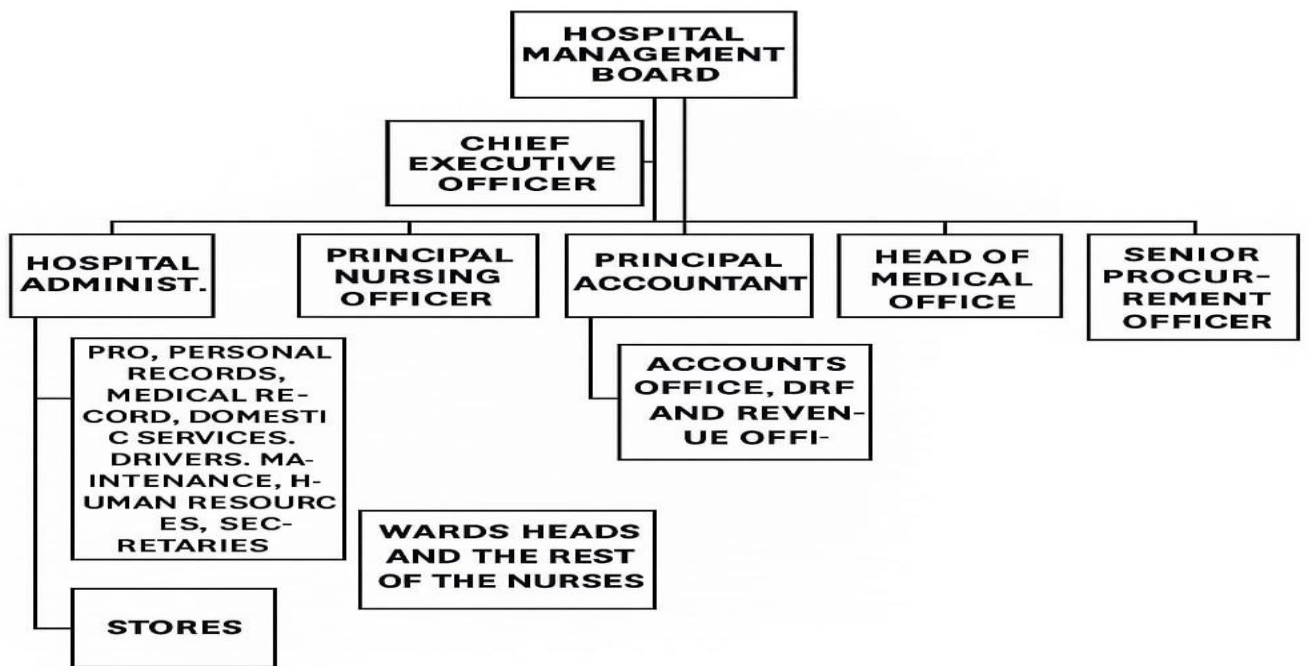 HOSPITAL
MANAGEMENT
BOARD
CHIEF
EXECUTIVE
OFFICER
HOSPITAL
ADMINIST.
PRINCIPAL
NURSING
OFFICER
PRINCIPAL
ACCOUNTANT
HEAD OF
MEDICAL
OFFICE
SENIOR
PROCUR-
REMENT
OFFICER
PRO, PERSONAL
RECORDS,
MEDICAL RE-
CORD, DOMESTI
C SERVICES.
DRIVERS. MA-
INTENANCE, H-
UMAN RESOURC
ES, SEC-
RETARIES
ACCOUNTS
OFFICE, DRF
AND REVEN-
UE OFFI-
WARDS HEADS
AND THE REST
OF THE NURSES
STORES